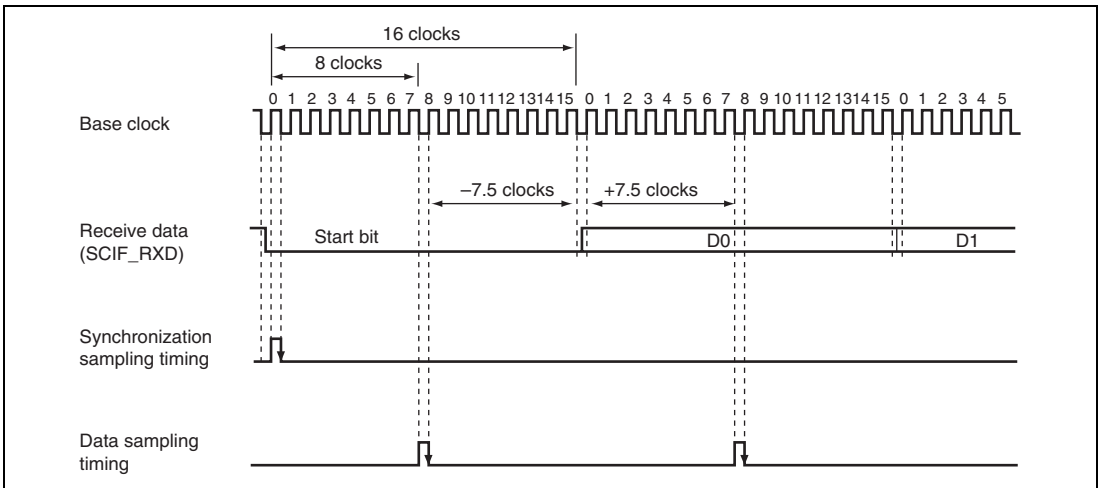 16 clocks
8 clocks
0 1 2 3 4 5 6 7 8 9 10 11 12 13 14 15 0 1 2 3 4 5 6 7 8 9 10 11 12 13 14 15 0 1 2 3 4 5
Base clock
–7.5 clocks +7.5 clocks
Receive data
(SCIF_RXD)
Start bit D0 D1
Synchronization
sampling timing
Data sampling
timing